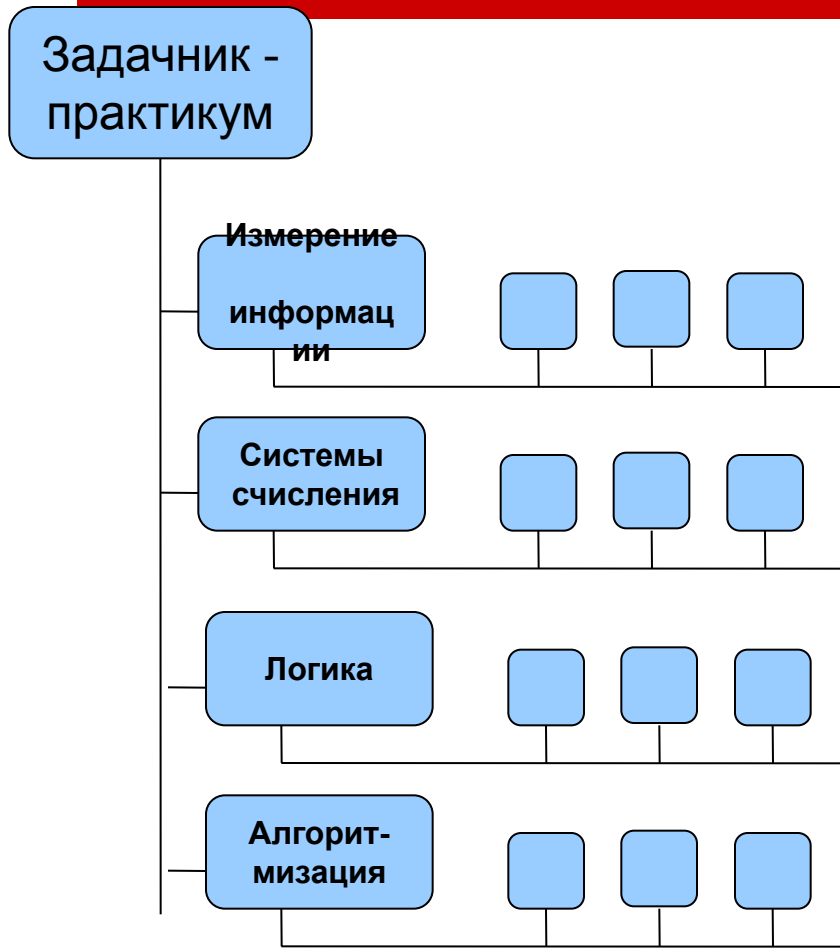 Задачник -
практикум
Измерение
информац
ии
Системы
счисления
Логика
Алгорит-
мизация